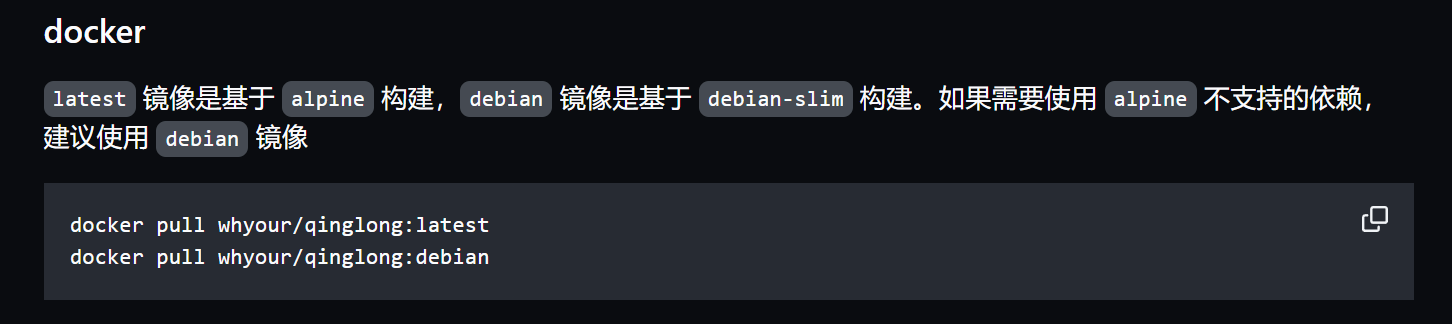 docker
latest 镜像是基于 alpine 构建，debian 镜像是基于 debian-slim 构建。如果需要使用 alpine 不支持的依赖，
建议使用 debian 镜像
docker pull whyour/qinglong:latest
docker pull whyour/qinglong:debian